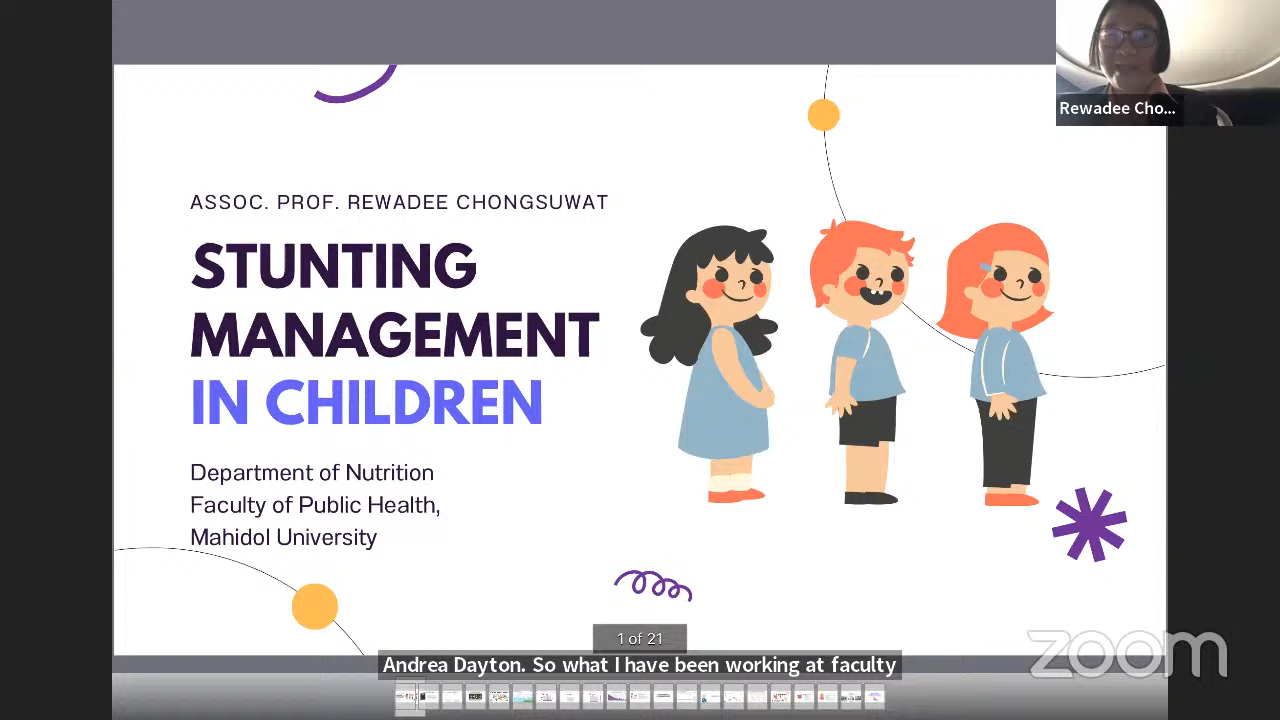 Rewadee Cho...
ASSOC. PROF. REWADEE CHONGSUWAT
STUNTING
MANAGEMENT
IN CHILDREN
Department of Nutrition
Faculty of Public Health,
Mahidol University
1 of 21
zoom
Andrea Dayton. So what I have been working at faculty